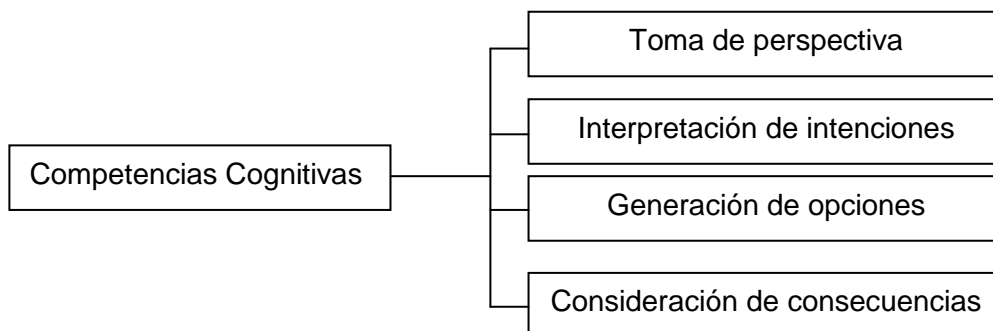 Toma de perspectiva
Interpretación de intenciones
Competencias Cognitivas
Generación de opciones
Consideración de consecuencias